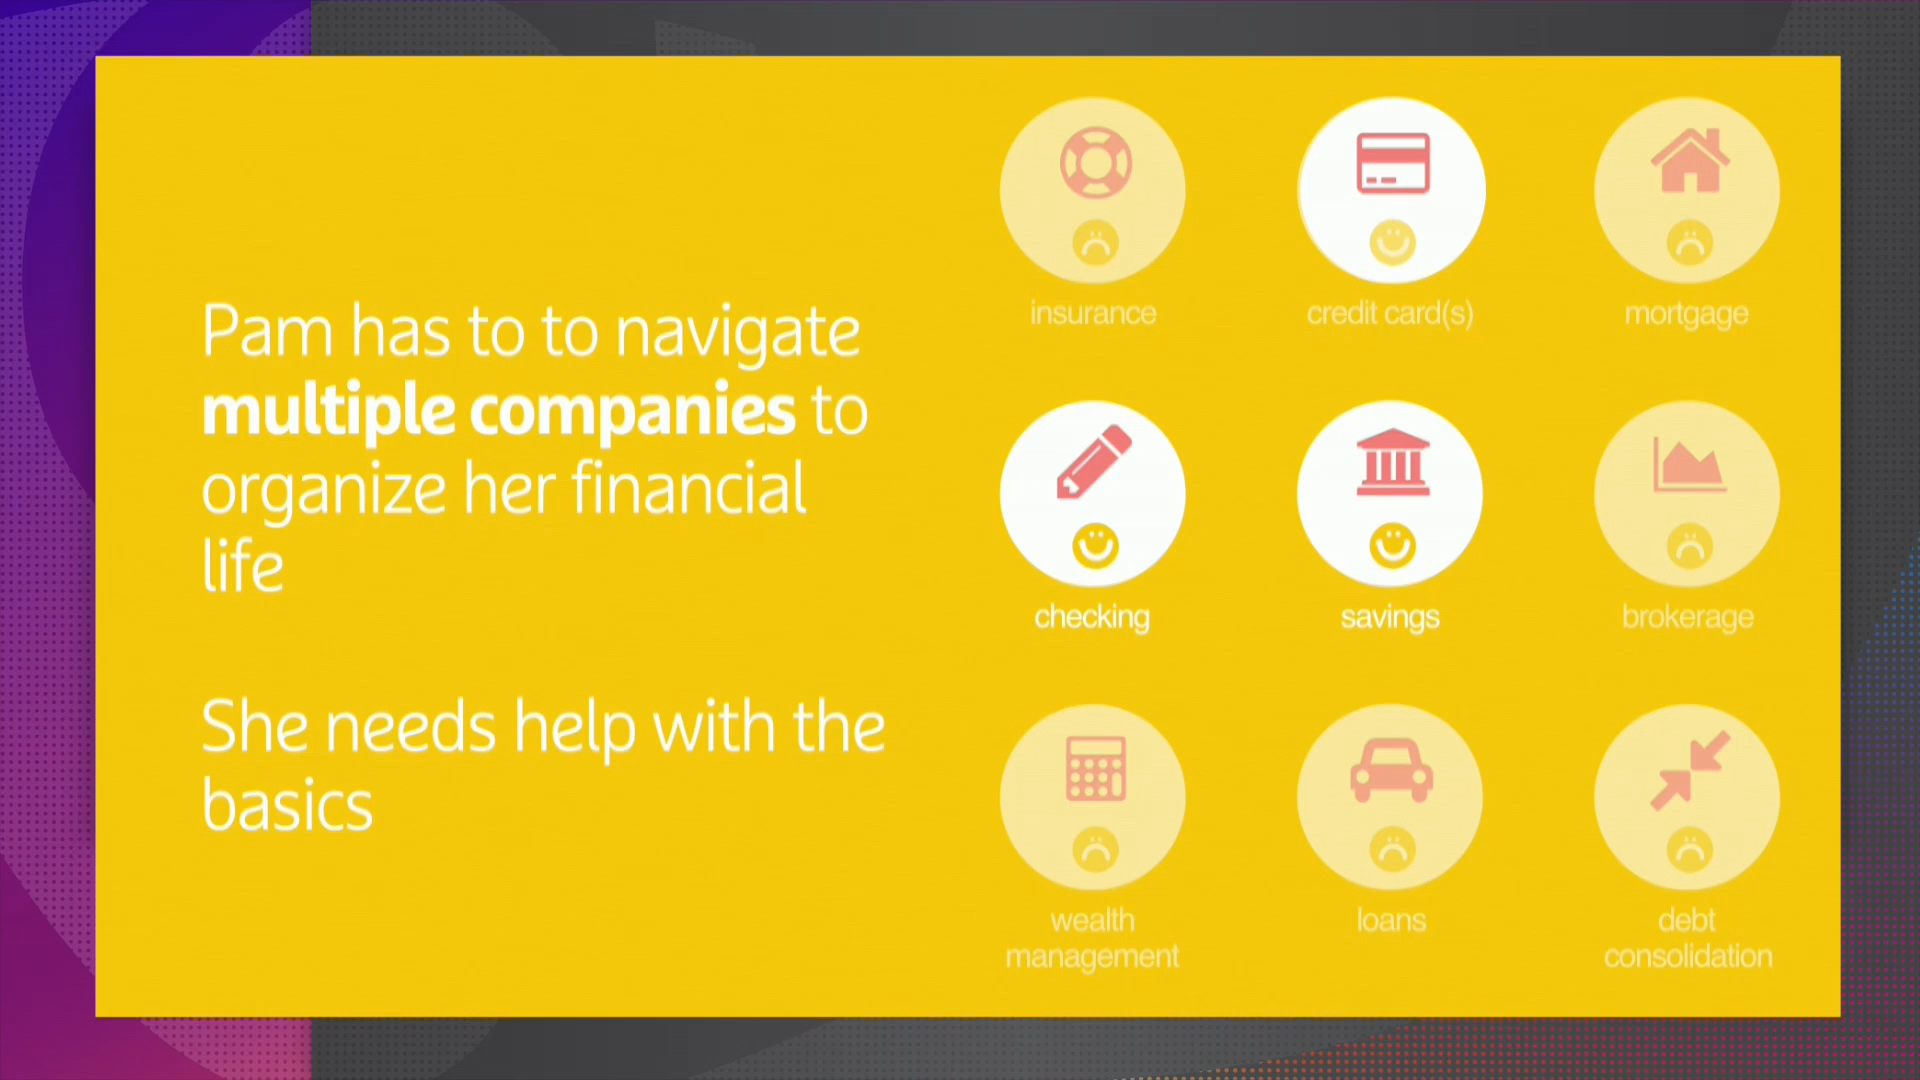 Pam has to to navigate
multiple companies to
organize her financial
life
She needs help with the
basics
insurance
credit card(s)
mortgage
checking
savings
brokerage
wealth
management
loans
debt
consolidation